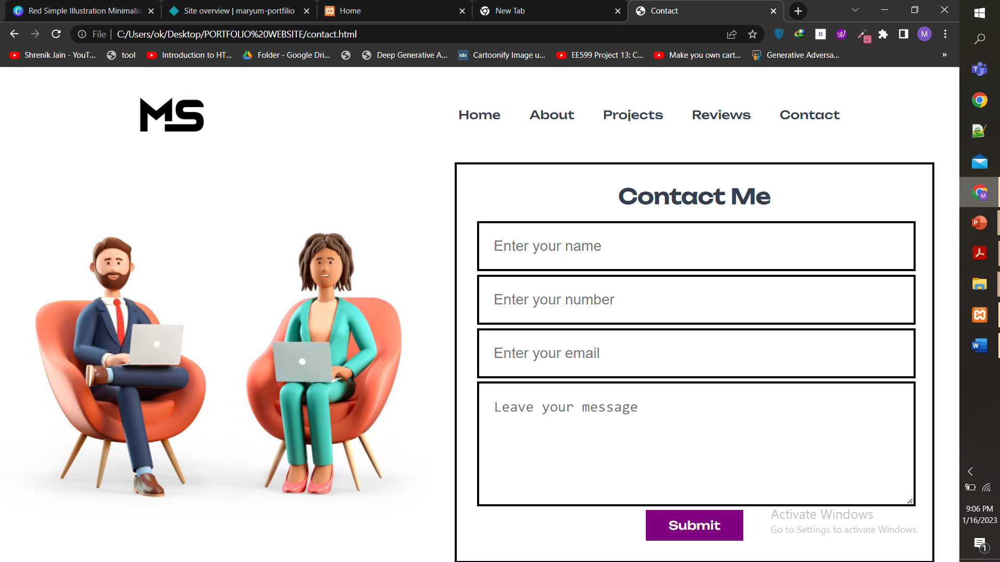 Red Simple Illustration Minimalis
Site overview | maryum-portfilio
Home
New Tab
Contact
File
C:/Users/ok/Desktop/PORTFOLIO%20WEBSITE/contact.html
B
M
Shrenik Jain - YouT...
tool
Introduction to HT...
Folder - Google Dri...
Deep Generative A...
tds
Cartoonify Image u...
EE599 Project 13: C...
Make you own cart...
Generative Adversa...
»
MS
Home
About
Projects
Reviews
Contact
Contact Me
Enter your name
Enter your number
Enter your email
Leave your message
Submit
Activate Windows
Go to Settings to activate Windows.
T
M
P
W
9:06 PM
1/16/2023
1